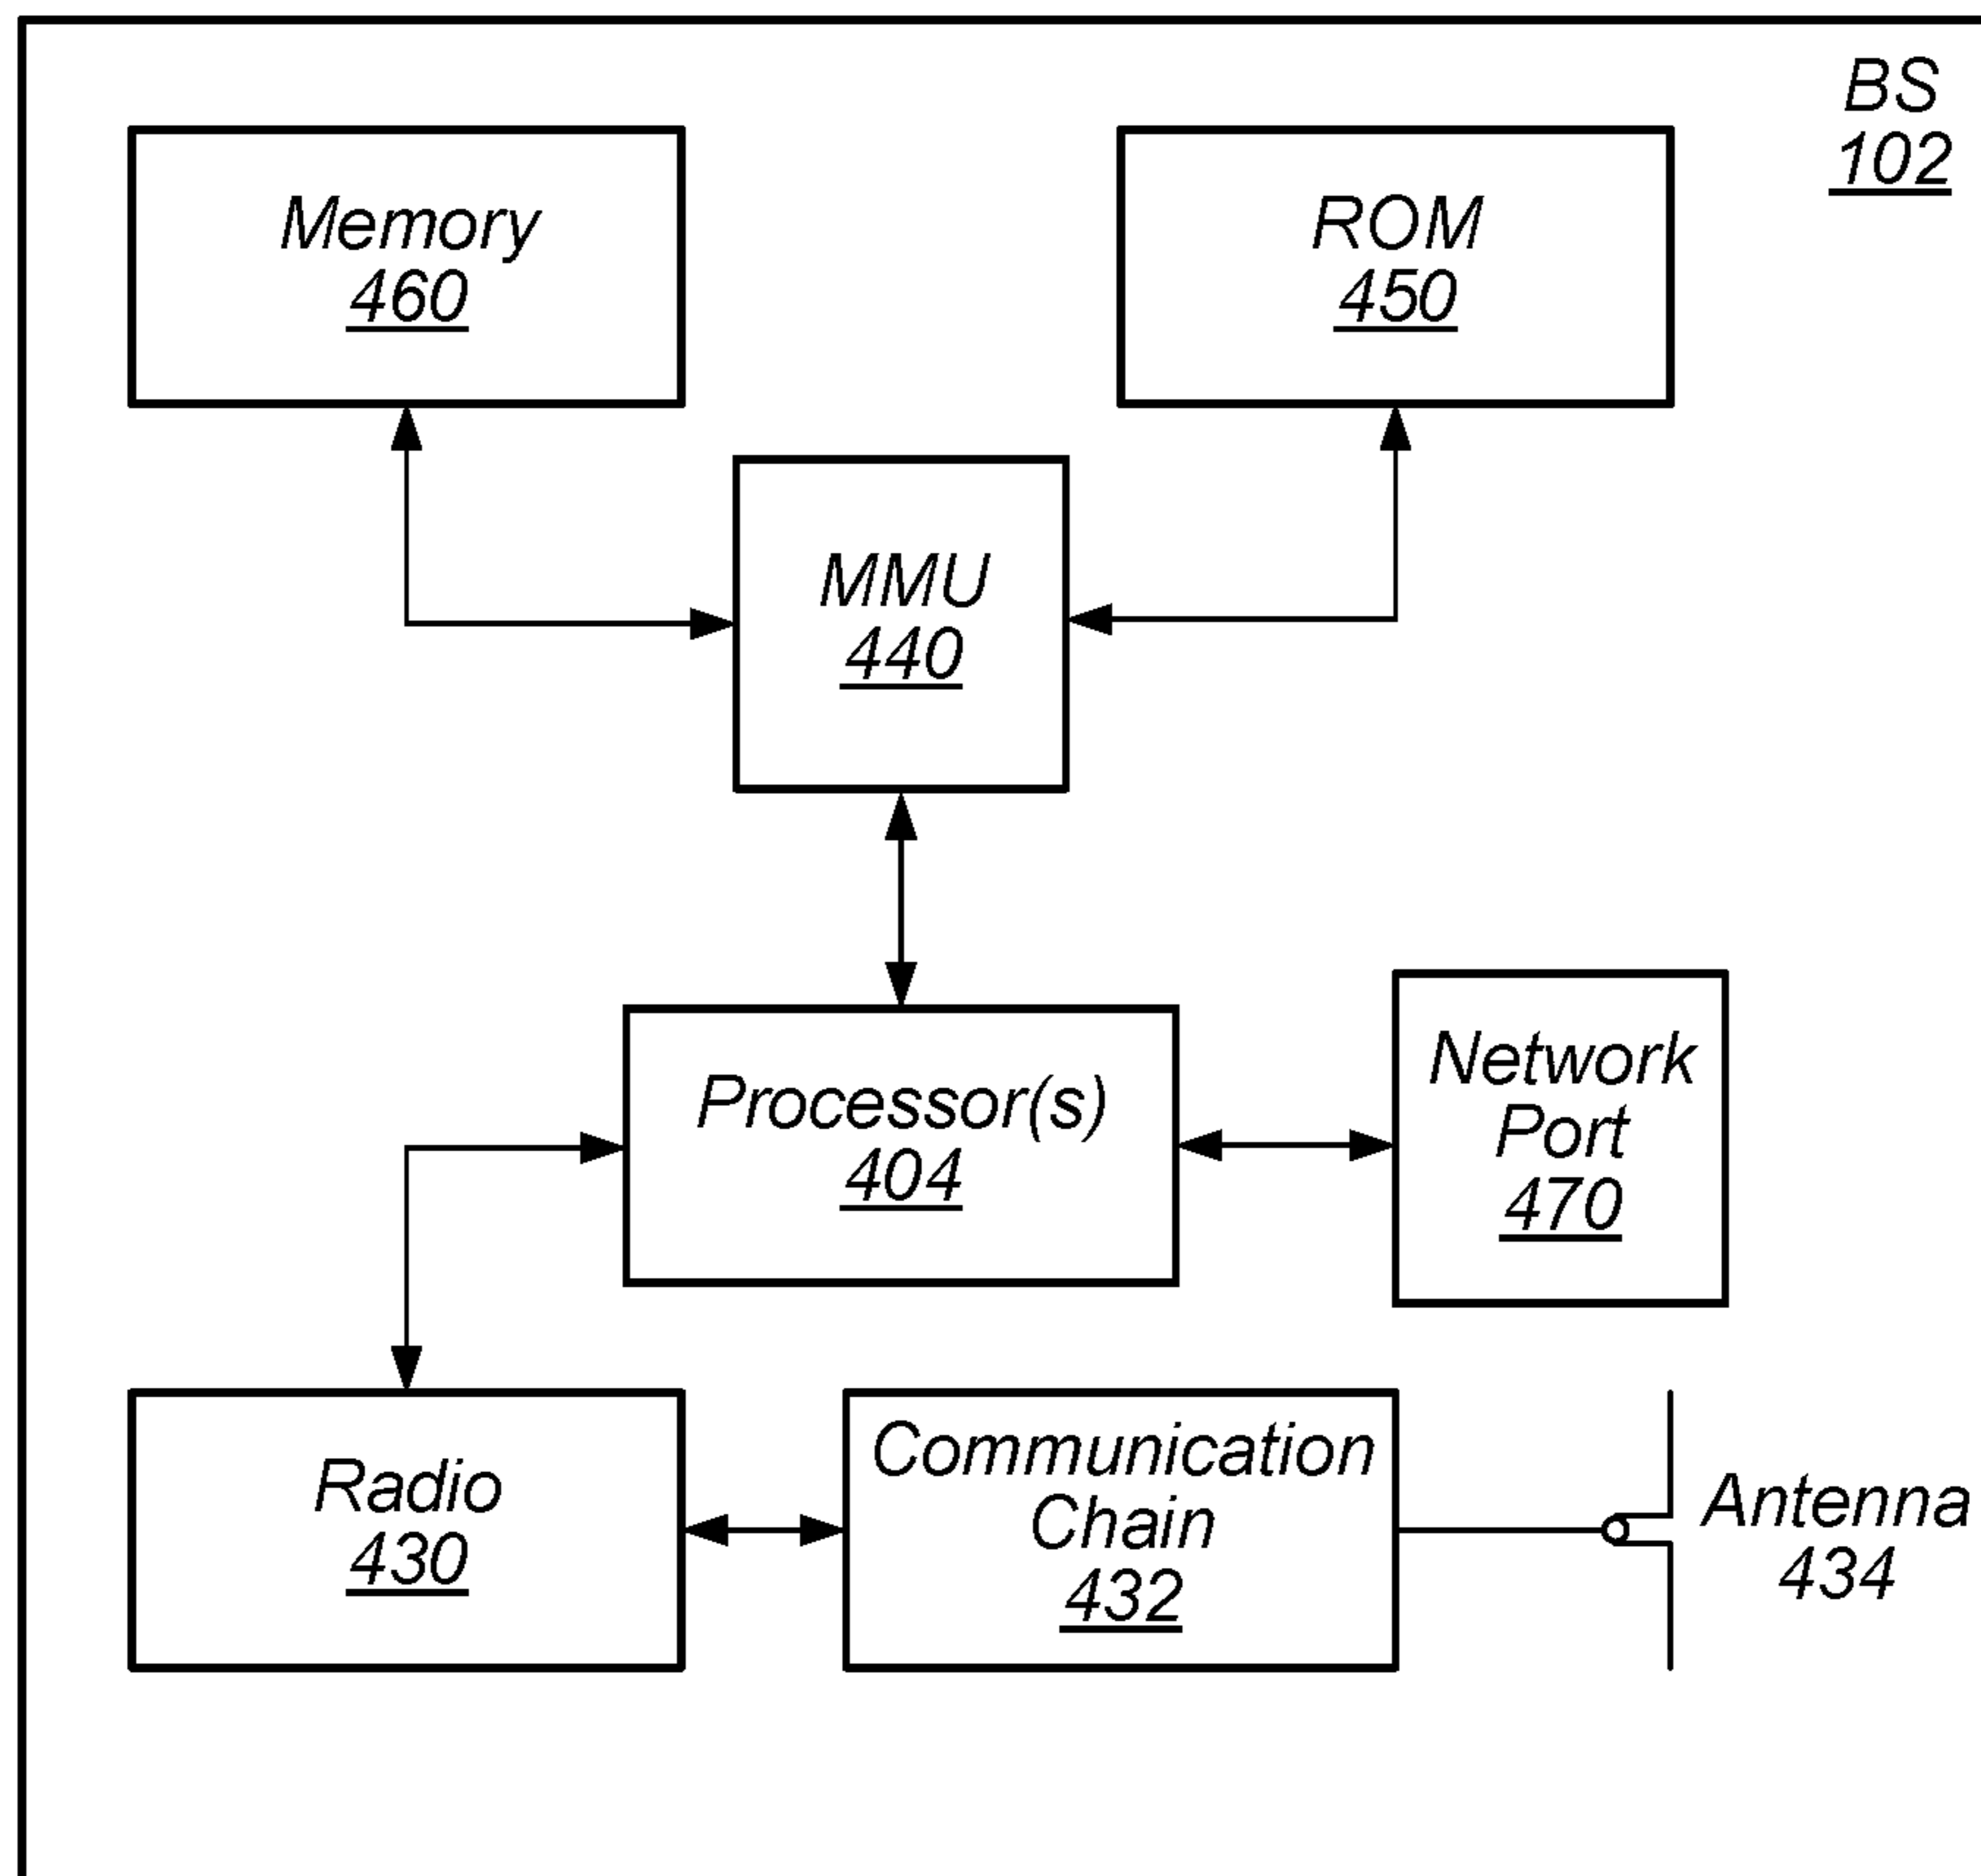 BS
102
Memory
460
ROM
450
MMU
440
Processor(s)
404
Network
Port
470
Radio
430
Communication
Chain
432
Antenna
434